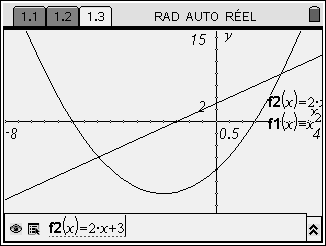 1.1 1.2 1.3 RAD AUTO RÉEL
15 y
f2(x)=2·x
2 x
f1(x)=x²
-8 0.5 4
f2(x)=2·x+3